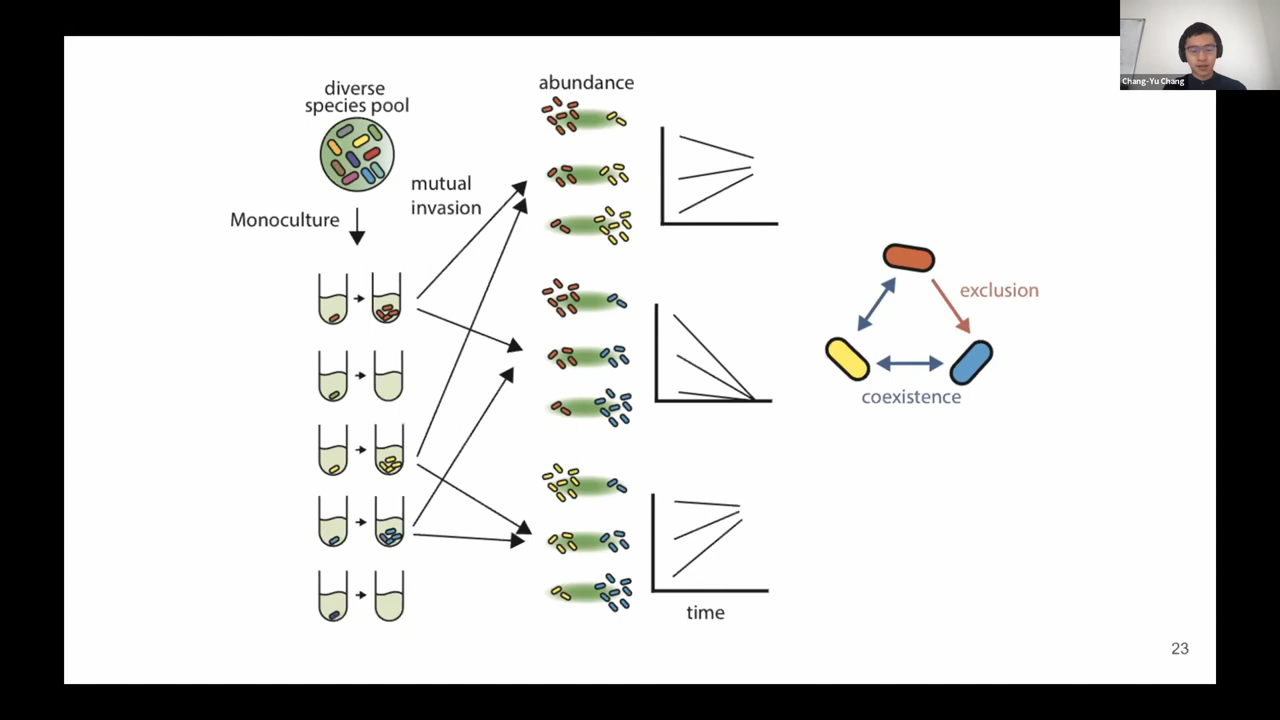 Chang-Yu Chang
diverse
species pool
Monoculture
mutual
invasion
abundance
time
exclusion
coexistence
23